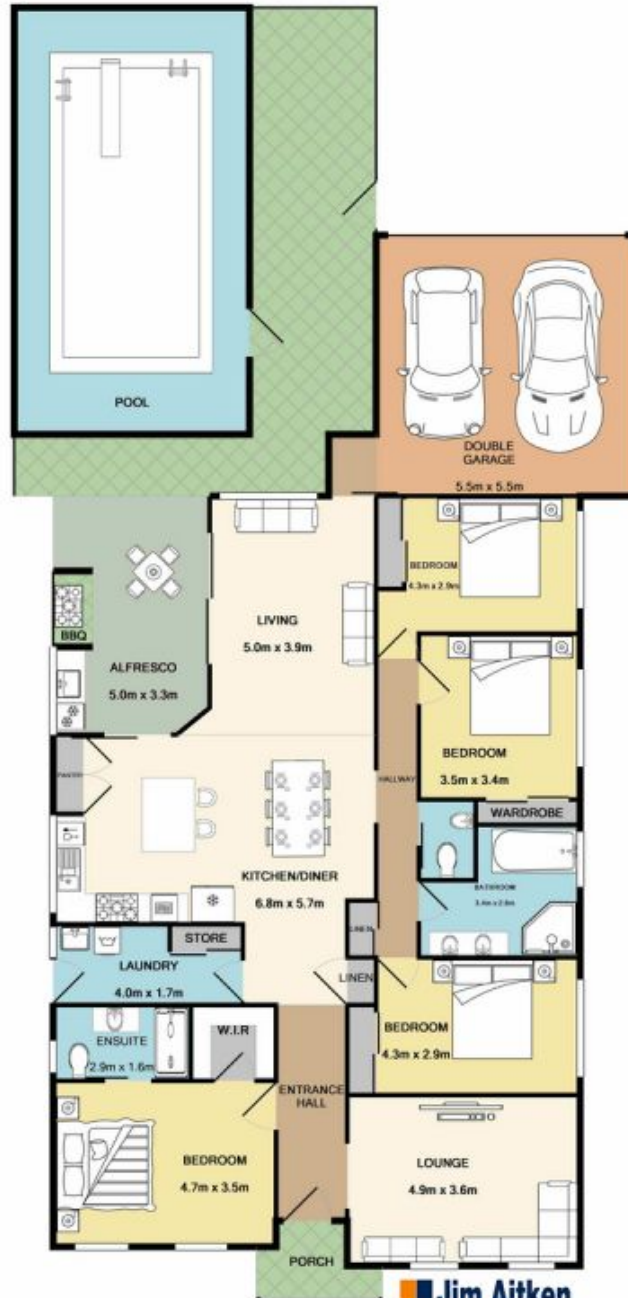 POOL
DOUBLE
GARAGE
5.5m x 5.5m
BEDROOM
4.3m x 2.9m
LIVING
5.0m x 3.9m
BBQ
ALFRESCO
5.0m x 3.3m
BEDROOM
3.5m x 3.4m
HALLWAY
PANTRY
WARDROBE
KITCHEN/DINER
6.8m x 5.7m
BATHROOM
LINEN
STORE
LAUNDRY
4.0m x 1.7m
LINEN
BEDROOM
4.3m x 2.9m
W.I.R
ENSUITE
2.9m x 1.6m
ENTRANCE
HALL
BEDROOM
4.7m x 3.5m
LOUNGE
4.9m x 3.6m
PORCH
Jim Aitken